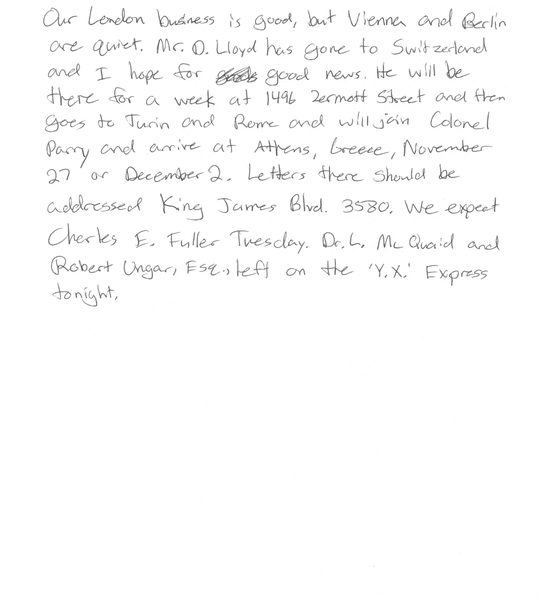 Our London business is good, but Vienna and Berlin
are quiet. Mr. D. Lloyd has gone to Switzerland
and I hope for good news. He will be
there for a week at 1496 Zermott Street and then
goes to Turin and Rome and will join Colonel
Parry and arrive at Athens, Greece, November
27 or December 2. Letters there should be
addressed King James Blvd. 3580. We expect
Charles E. Fuller Tuesday. Dr. L. Mc Quaid and
Robert Ungar, Esq., left on the 'Y.X.' Express
tonight.